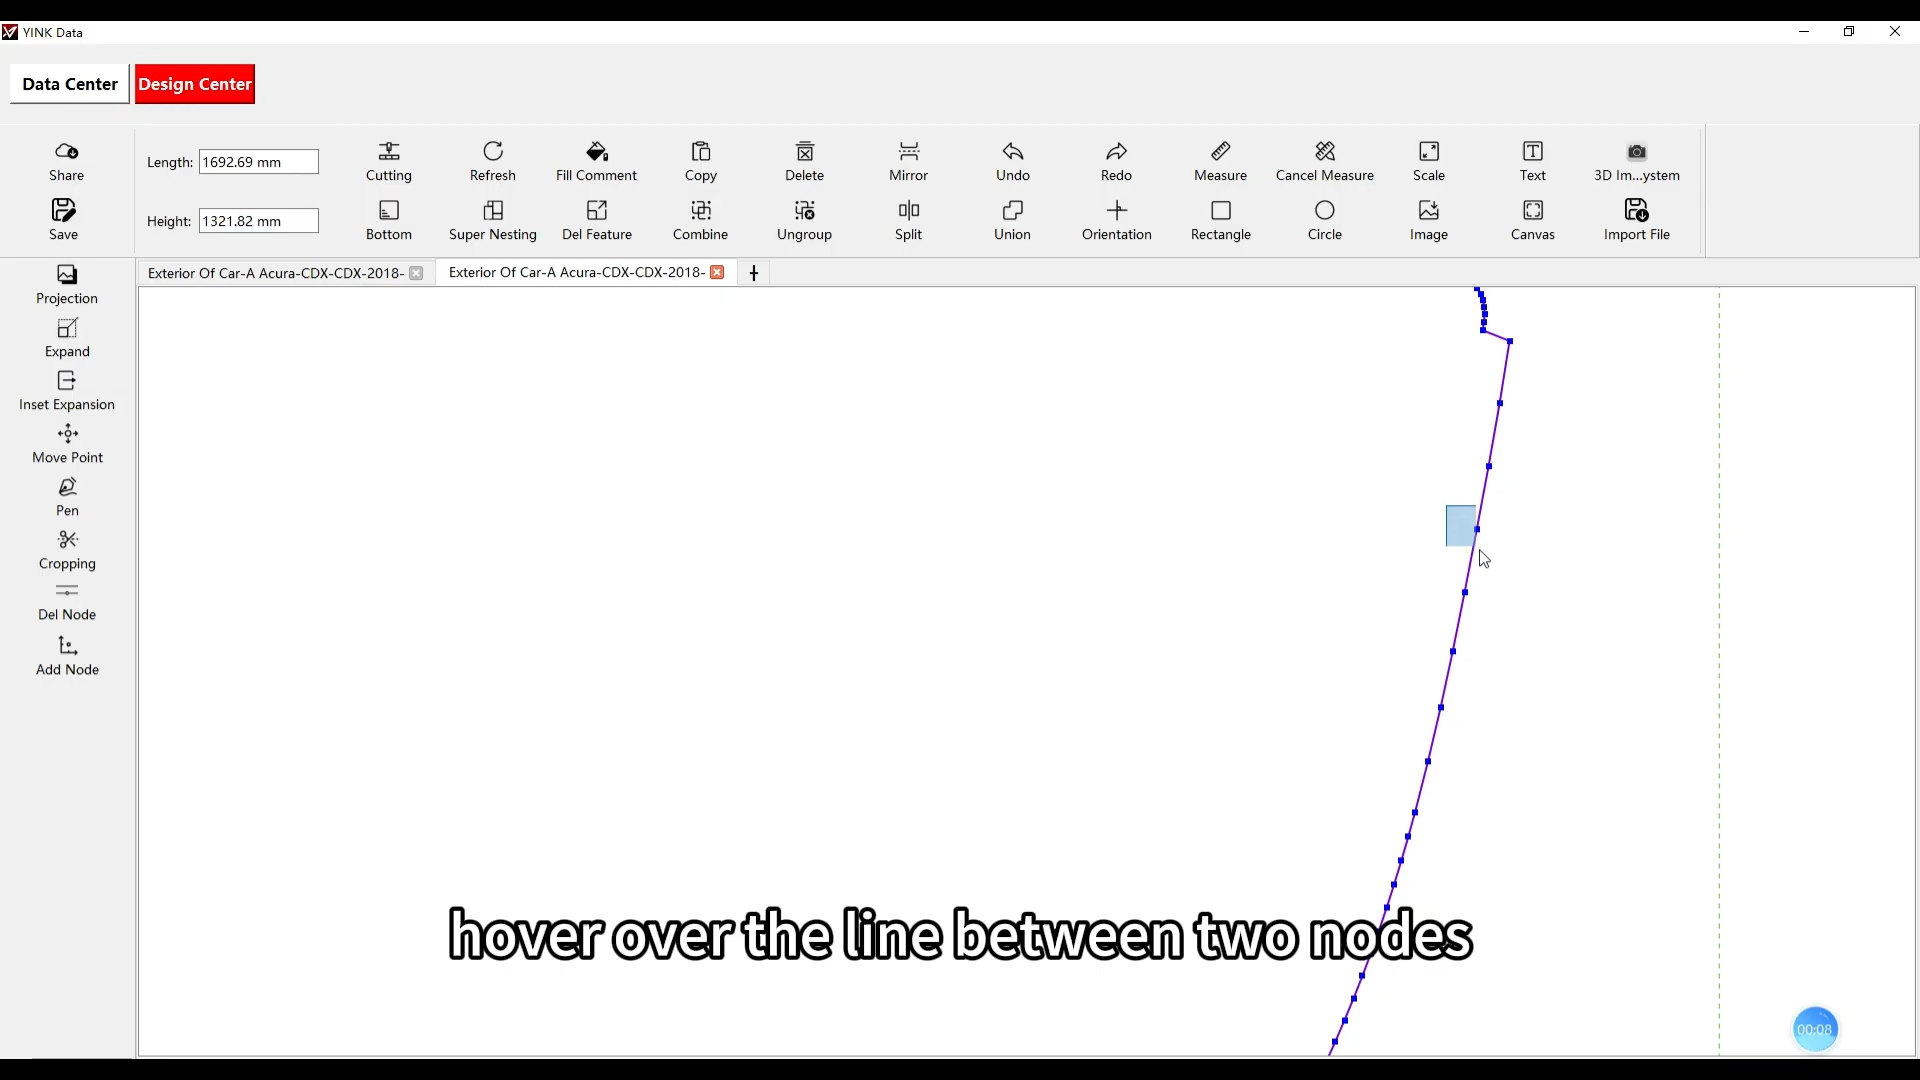 YINK Data
Data Center Design Center
Share
Save
Length: 1692.69 mm
Height: 1321.82 mm
Cutting Refresh Fill Comment Copy Delete Mirror Undo Redo Measure Cancel Measure Scale Text 3D Im...ystem
Bottom Super Nesting Del Feature Combine Ungroup Split Union Orientation Rectangle Circle Image Canvas Import File
Exterior Of Car-A Acura-CDX-CDX-2018- Exterior Of Car-A Acura-CDX-CDX-2018-
Projection
Expand
Inset Expansion
Move Point
Pen
Cropping
Del Node
Add Node
hover over the line between two nodes
00:08